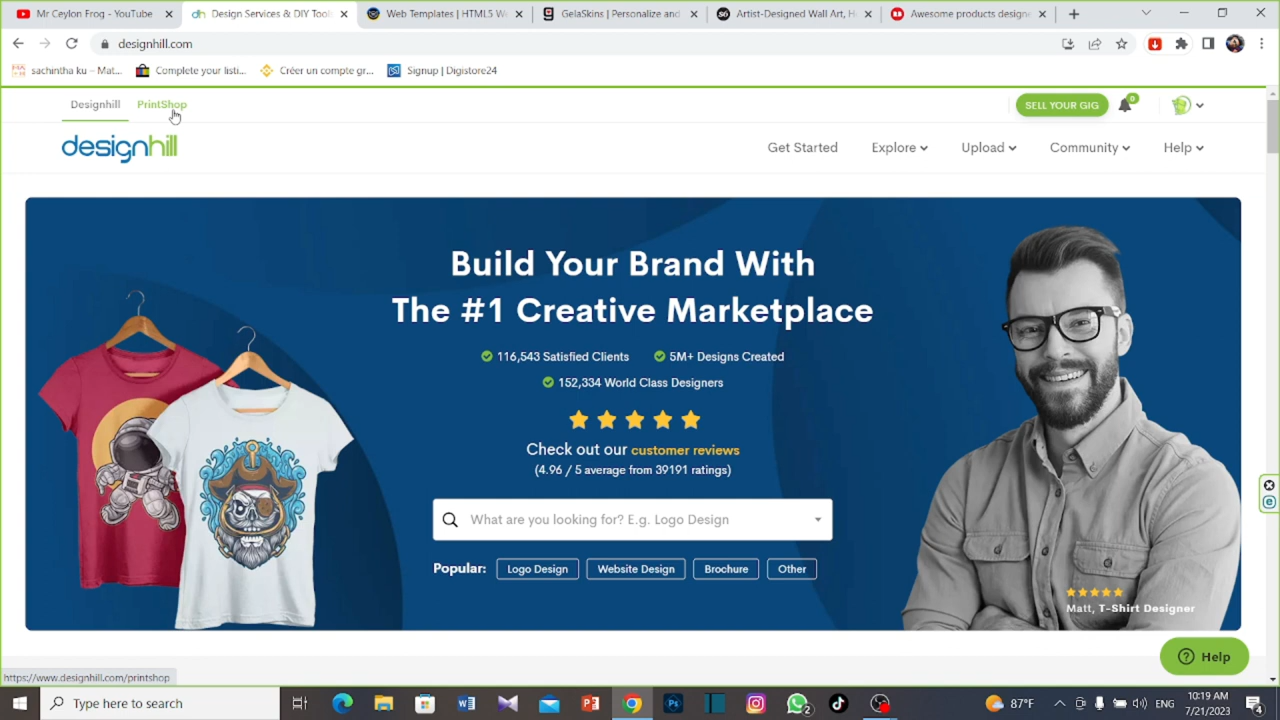 Mr Ceylon Frog - YouTube
Design Services & DIY Tools
Web Templates | HTML5 W
GelaSkins | Personalize and
Artist-Designed Wall Art, H
Awesome products designe
designhill.com
sachintha ku – Mat...
Complete your listi...
Créer un compte gr...
Signup | Digistore24
Designhill
PrintShop
SELL YOUR GIG
0
designhill
Get Started
Explore
Upload
Community
Help
Build Your Brand With
The #1 Creative Marketplace
116,543 Satisfied Clients
5M+ Designs Created
152,334 World Class Designers
Check out our customer reviews
(4.96 / 5 average from 39191 ratings)
What are you looking for? E.g. Logo Design
Popular:
Logo Design
Website Design
Brochure
Other
Matt, T-Shirt Designer
Help
https://www.designhill.com/printshop
Type here to search
2
87°F
ENG
10:19 AM
7/21/2023
4